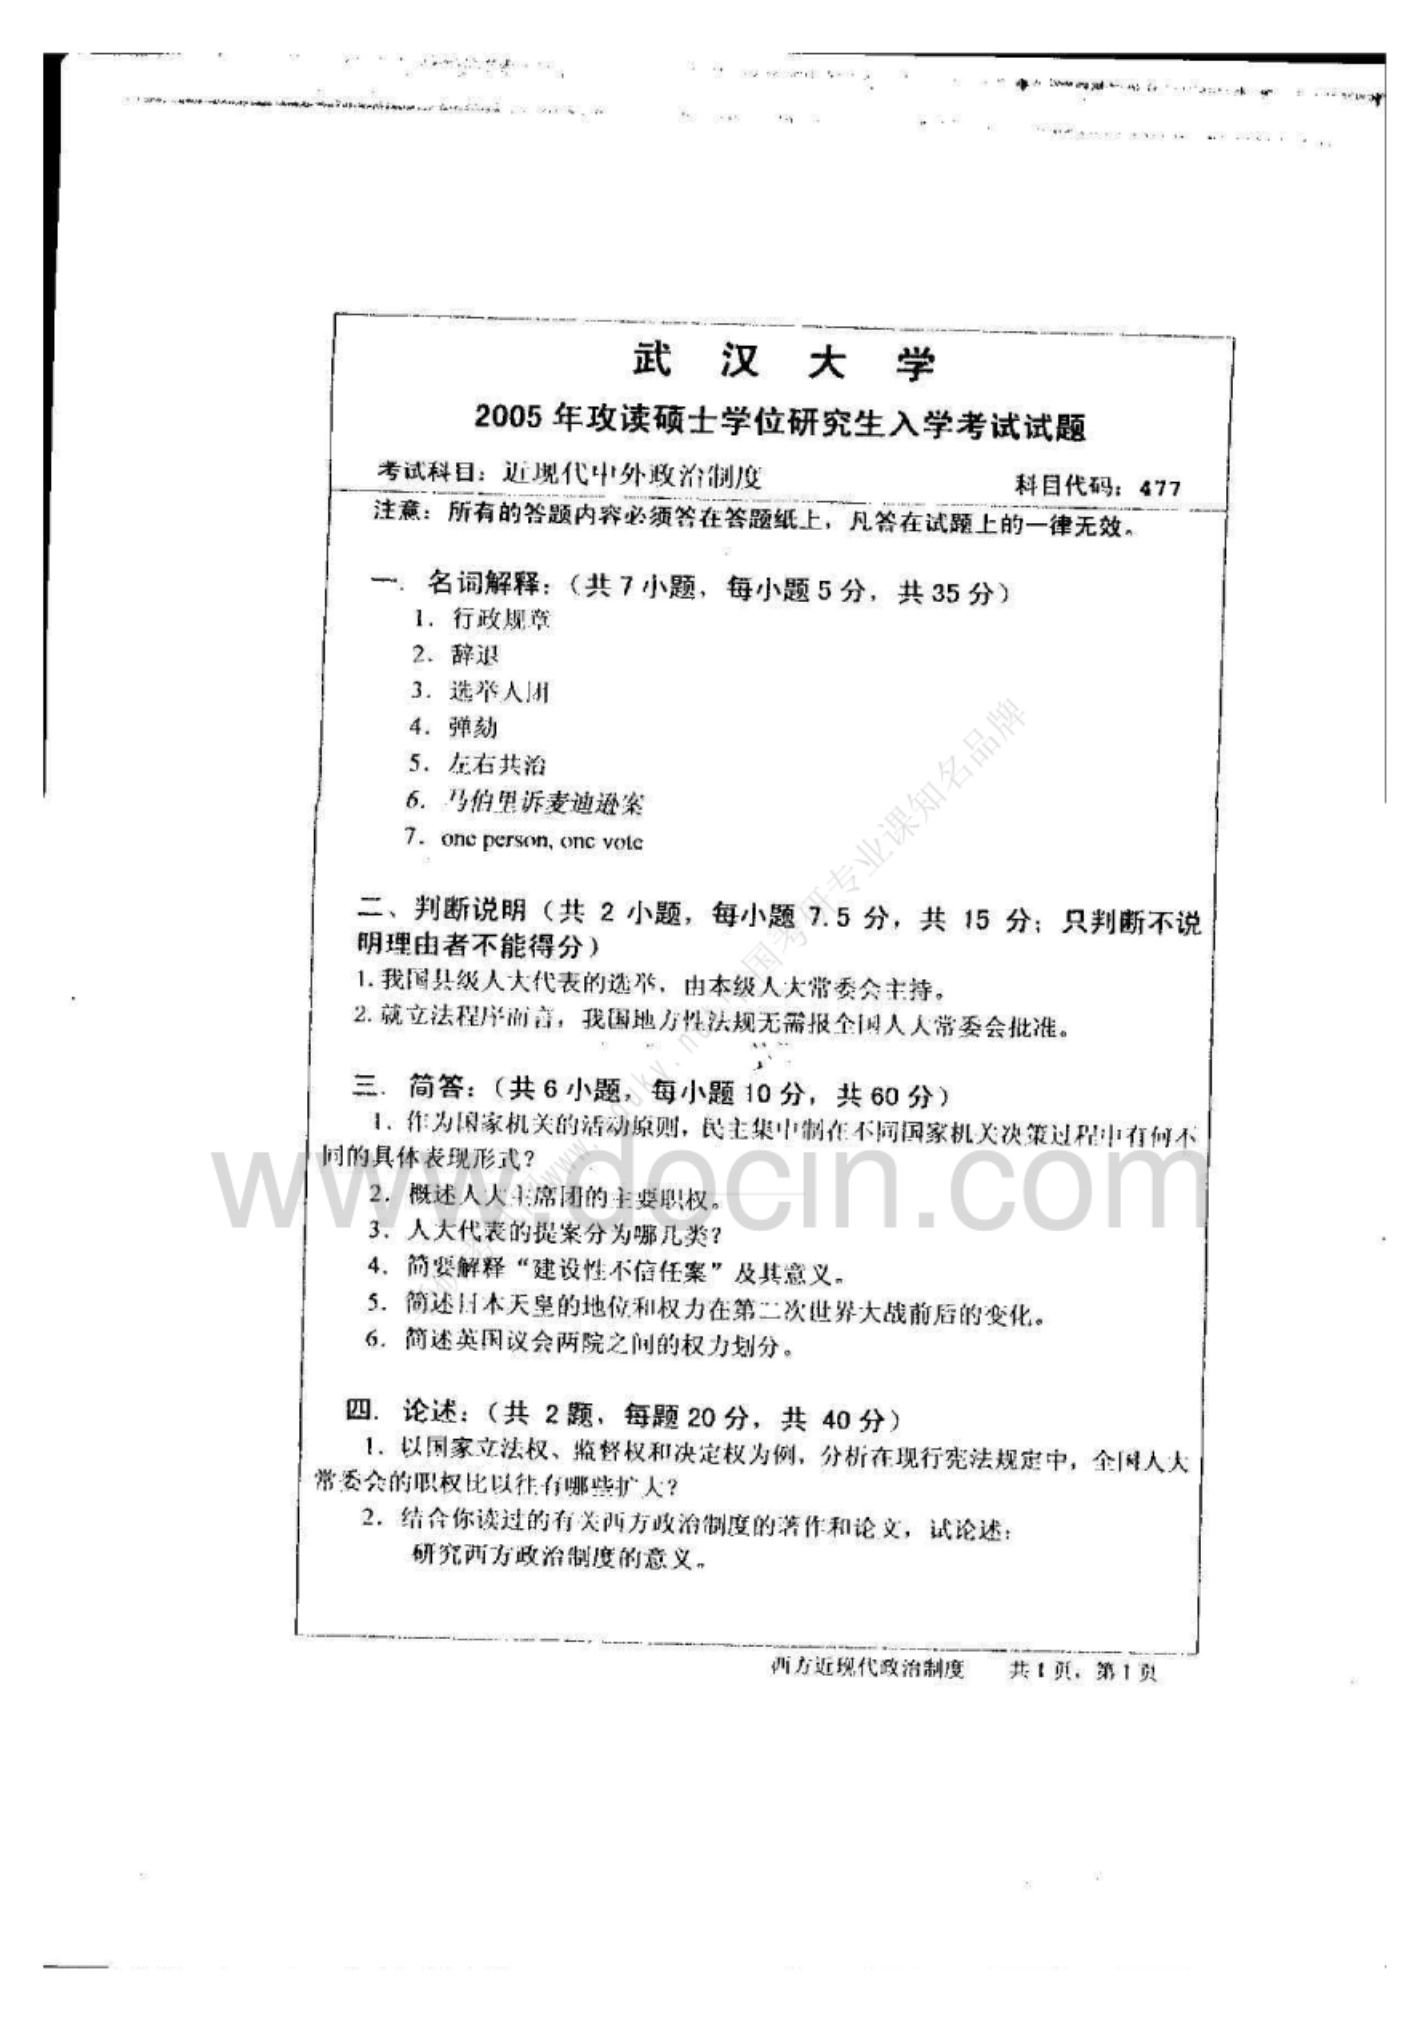 武 汉 大 学
2005 年攻读硕士学位研究生入学考试试题
考试科目：近现代中外政治制度 科目代码：477
注意：所有的答题内容必须答在答题纸上，凡答在试题上的一律无效。
一. 名词解释：（共 7 小题，每小题 5 分，共 35 分）
1. 行政规章
2. 辞退
3. 选举人团
4. 弹劾
5. 左右共治
6. 马伯里诉麦迪逊案
7. one person, one vote
二、判断说明（共 2 小题，每小题 7.5 分，共 15 分；只判断不说
明理由者不能得分）
1. 我国县级人大代表的选举，由本级人大常委会主持。
2. 就立法程序而言，我国地方性法规无需报全国人大常委会批准。
三. 简答：（共 6 小题，每小题 10 分，共 60 分）
1. 作为国家机关的活动原则，民主集中制在不同国家机关决策过程中有何不
同的具体表现形式？
2. 概述人大主席团的主要职权。
3. 人大代表的提案分为哪几类？
4. 简要解释“建设性不信任案”及其意义。
5. 简述日本天皇的地位和权力在第二次世界大战前后的变化。
6. 简述英国议会两院之间的权力划分。
四. 论述：（共 2 题，每题 20 分，共 40 分）
1. 以国家立法权、监督权和决定权为例，分析在现行宪法规定中，全国人大
常委会的职权比以往有哪些扩大？
2. 结合你读过的有关西方政治制度的著作和论文，试论述：
研究西方政治制度的意义。
西方近现代政治制度 共 1 页，第 1 页
www.docin.com
国考研专业课知名品牌